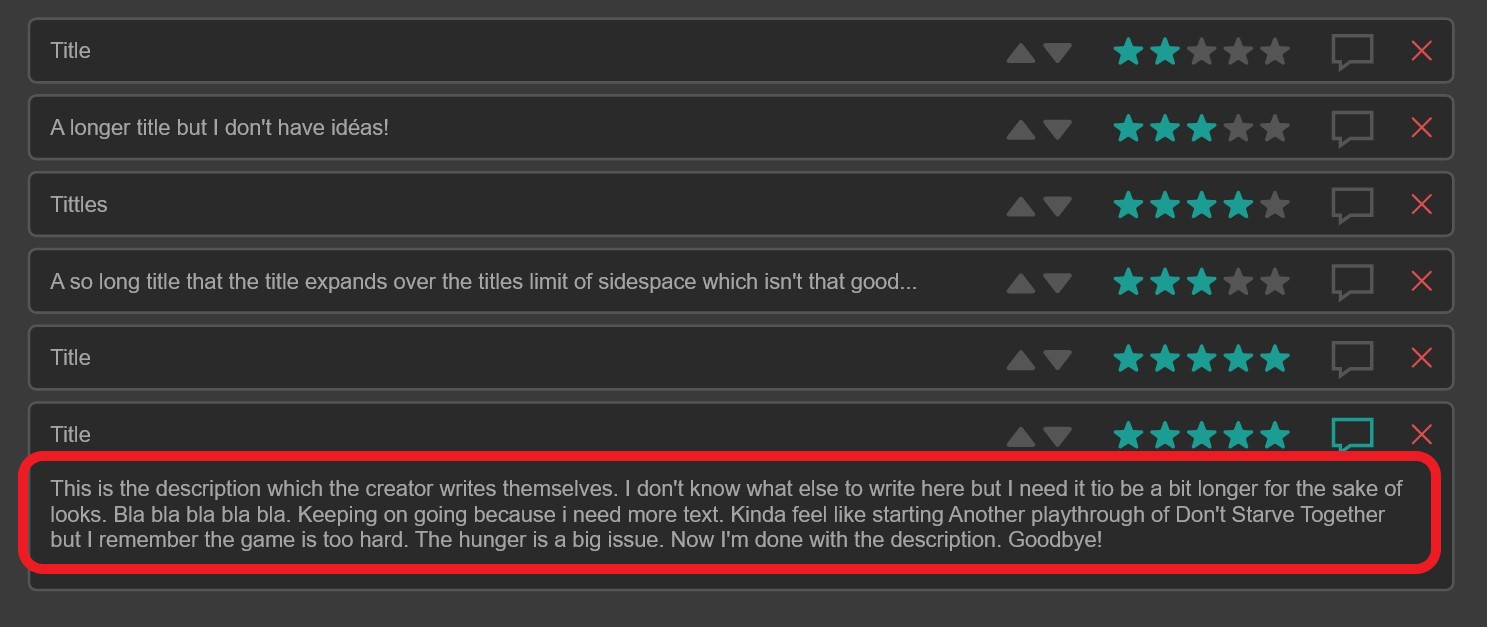 Title
A longer title but I don't have idéas!
Tittles
A so long title that the title expands over the titles limit of sidespace which isn't that good...
Title
Title
This is the description which the creator writes themselves. I don't know what else to write here but I need it tio be a bit longer for the sake of
looks. Bla bla bla bla bla. Keeping on going because i need more text. Kinda feel like starting Another playthrough of Don't Starve Together
but I remember the game is too hard. The hunger is a big issue. Now I'm done with the description. Goodbye!